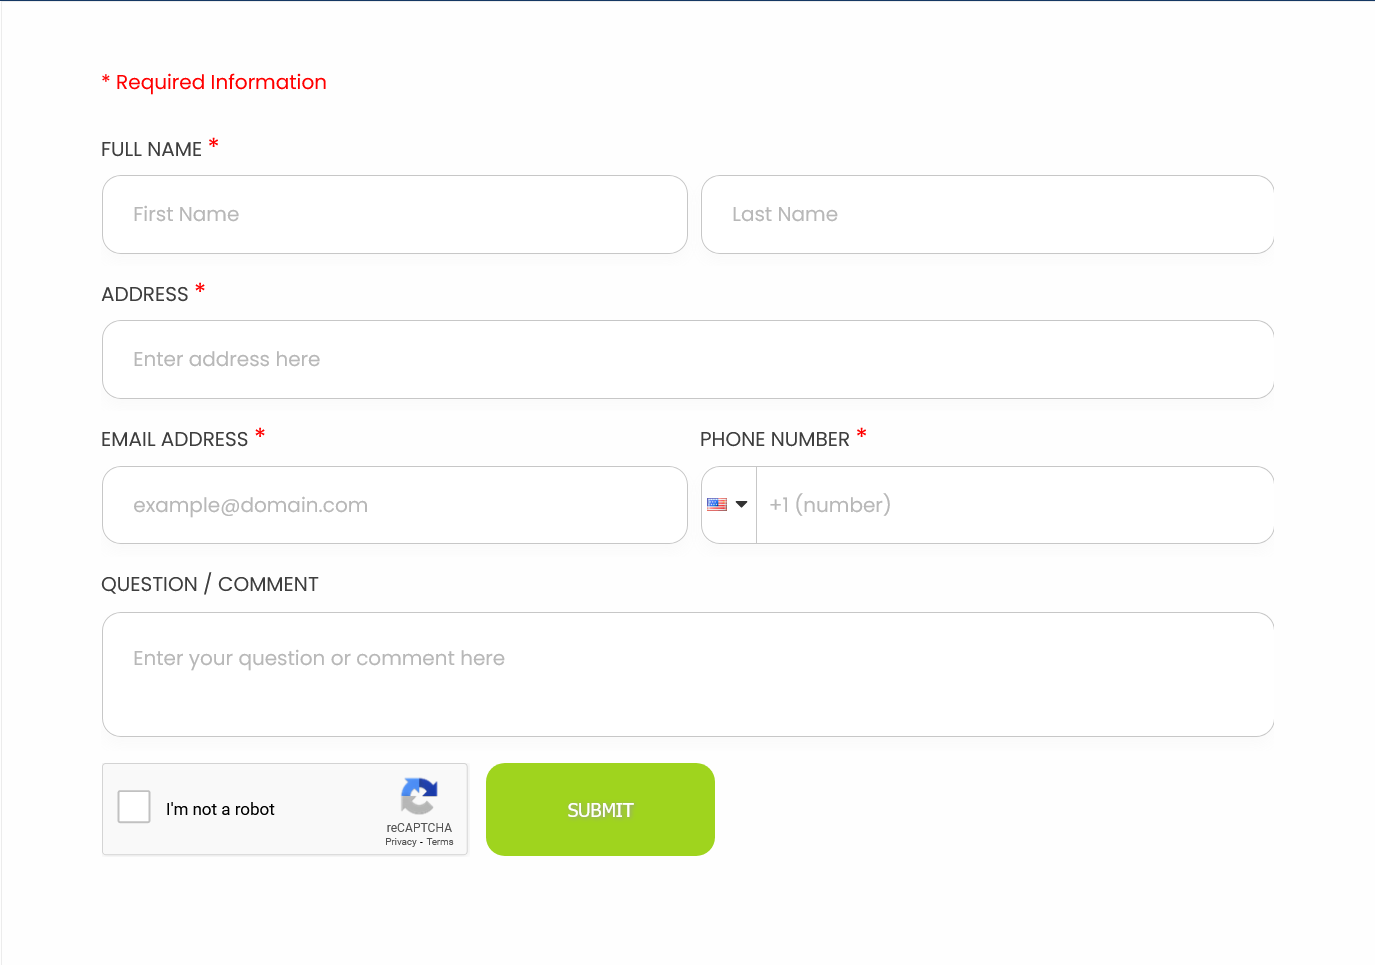 * Required Information
FULL NAME *
First Name
Last Name
ADDRESS *
Enter address here
EMAIL ADDRESS *
PHONE NUMBER *
example@domain.com
+1 (number)
QUESTION / COMMENT
Enter your question or comment here
I'm not a robot
reCAPTCHA
Privacy - Terms
SUBMIT